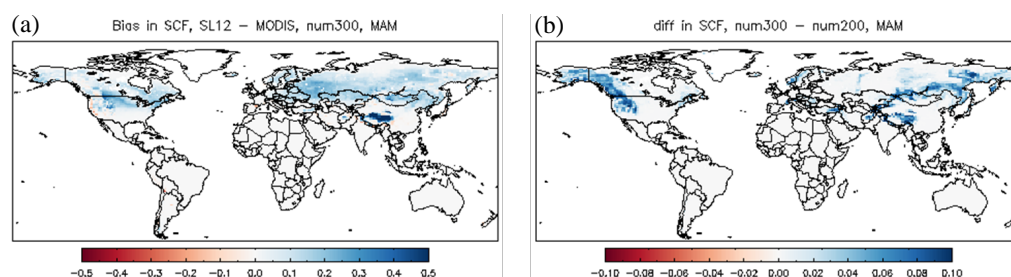 (a)
Bias in SCF, SL12 − MODIS, num300, MAM
−0.5 −0.4 −0.3 −0.2 −0.1 0.0 0.1 0.2 0.3 0.4 0.5
(b)
diff in SCF, num300 − num200, MAM
−0.10 −0.08 −0.06 −0.04 −0.02 −0.00 0.02 0.04 0.06 0.08 0.10